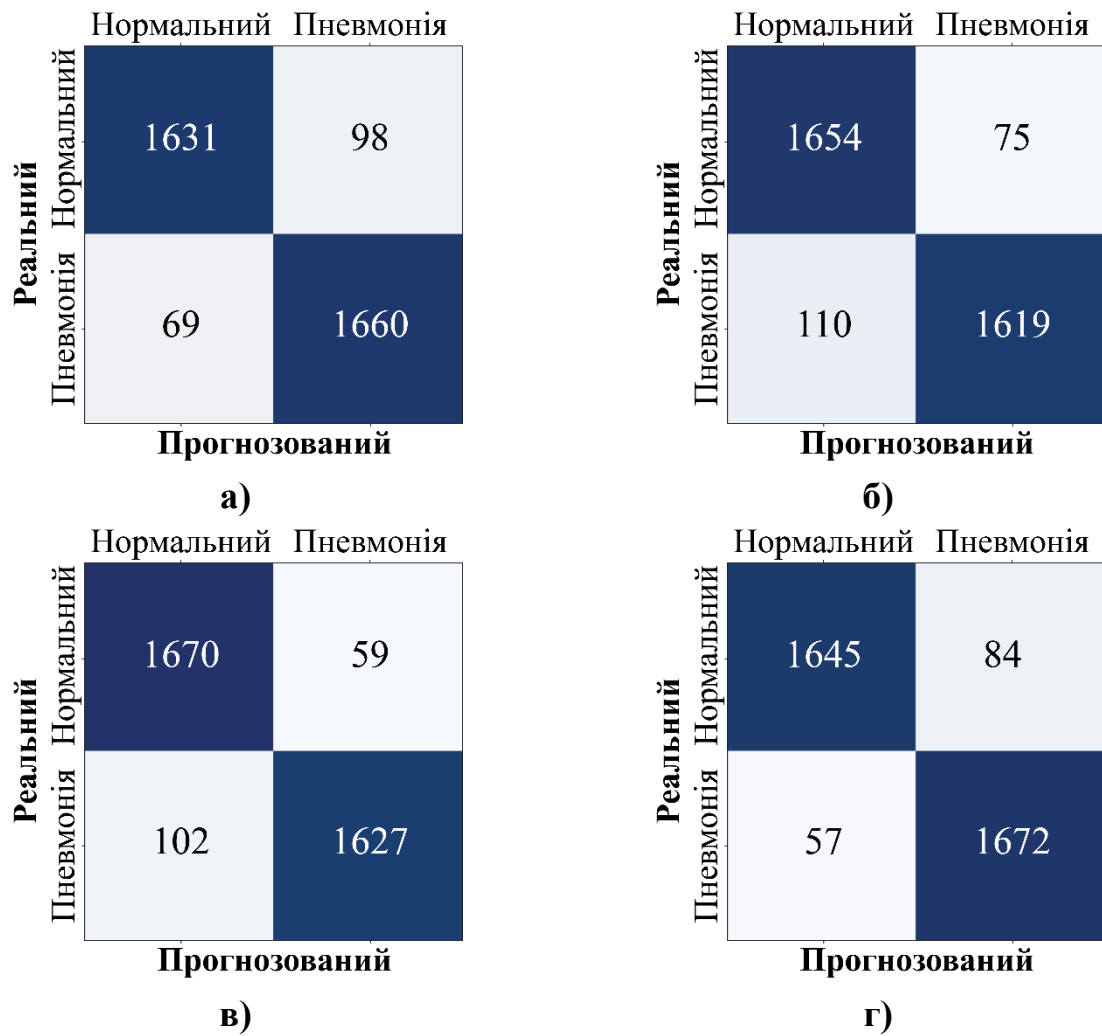 Нормальний Пневмонія
Реальний
Нормальний
1631 98
Пневмонія
69 1660
Прогнозований
а)
Нормальний Пневмонія
Реальний
Нормальний
1654 75
Пневмонія
110 1619
Прогнозований
б)
Нормальний Пневмонія
Реальний
Нормальний
1670 59
Пневмонія
102 1627
Прогнозований
в)
Нормальний Пневмонія
Реальний
Нормальний
1645 84
Пневмонія
57 1672
Прогнозований
г)